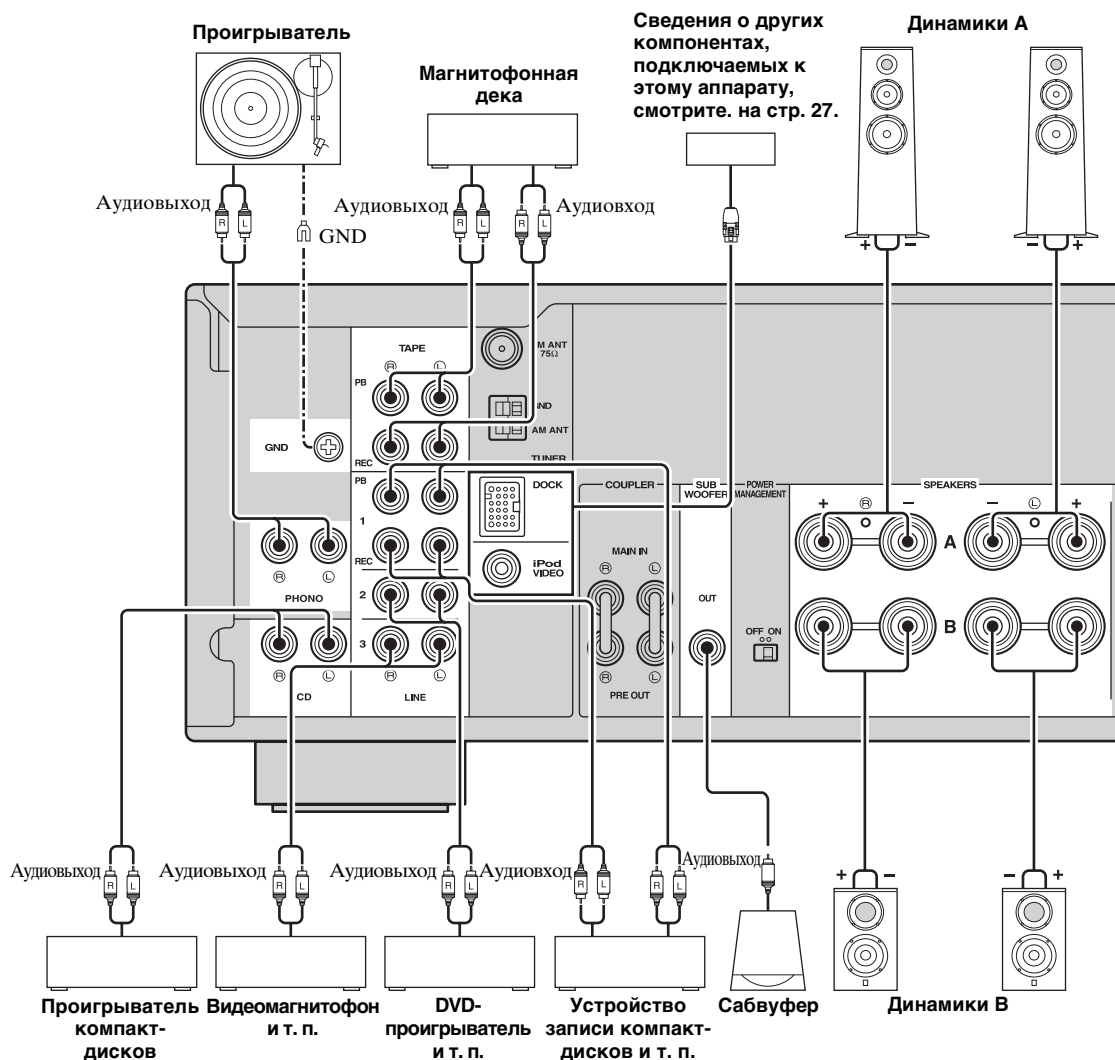 Проигрыватель
Магнитофонная
дека
Сведения о других
компонентах,
подключаемых к
этому аппарату,
смотрите. на стр. 27.
Динамики A
Аудиовыход
R L
GND
Аудиовыход
R L
R L
Аудиовход
+ −
− +
TAPE
R L
PB
REC
M ANT
75Ω
GND
AM ANT
TUNER
GND
PB
1
REC
2
3
R L
LINE
R L
PHONO
R L
CD
DOCK
iPod
VIDEO
COUPLER
MAIN IN
R L
R L
PRE OUT
SUB
WOOFER
OUT
POWER
MANAGEMENT
OFF ON
SPEAKERS
+ R − − L +
A
B
Аудиовыход
R L
Аудиовыход
R L
Аудиовыход
R L
Аудиовход
R L
R L
Аудиовыход
+ −
− +
Проигрыватель
компакт-
дисков
Видеомагнитофон
и т. п.
DVD-
проигрыватель
и т. п.
Устройство
записи компакт-
дисков и т. п.
Сабвуфер
Динамики B